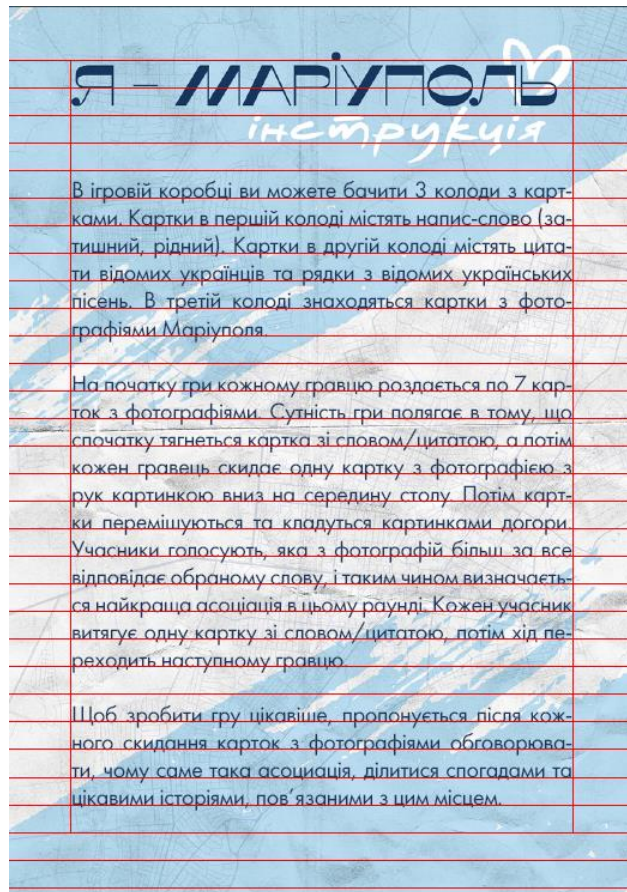 Я – МАРІУПОЛЬ
інструкція
В ігровій коробці ви можете бачити 3 колоди з карт-
ками. Картки в першій колоді містять напис-слово (за-
тишний, рідний). Картки в другій колоді містять цита-
ти відомих українців та рядки з відомих українських
пісень. В третій колоді знаходяться картки з фото-
графіями Маріуполя.
На початку гри кожному гравцю роздається по 7 кар-
ток з фотографіями. Сутність гри полягає в тому, що
спочатку тягнеться картка зі словом/цитатою, а потім
кожен гравець скидає одну картку з фотографією з
рук картинкою вниз на середину столу. Потім карт-
ки перемішуються та кладуться картинками догори.
Учасники голосують, яка з фотографій більш за все
відповідає обраному слову, і таким чином визначаєть-
ся найкраща асоціація в цьому раунді. Кожен учасник
витягує одну картку зі словом/цитатою, потім хід пе-
реходить наступному гравцю.
Щоб зробити гру цікавіше, пропонується після кож-
ного скидання карток з фотографіями обговорюва-
ти, чому саме така асоциація, ділитися спогадами та
цікавими історіями, пов’язаними з цим місцем.